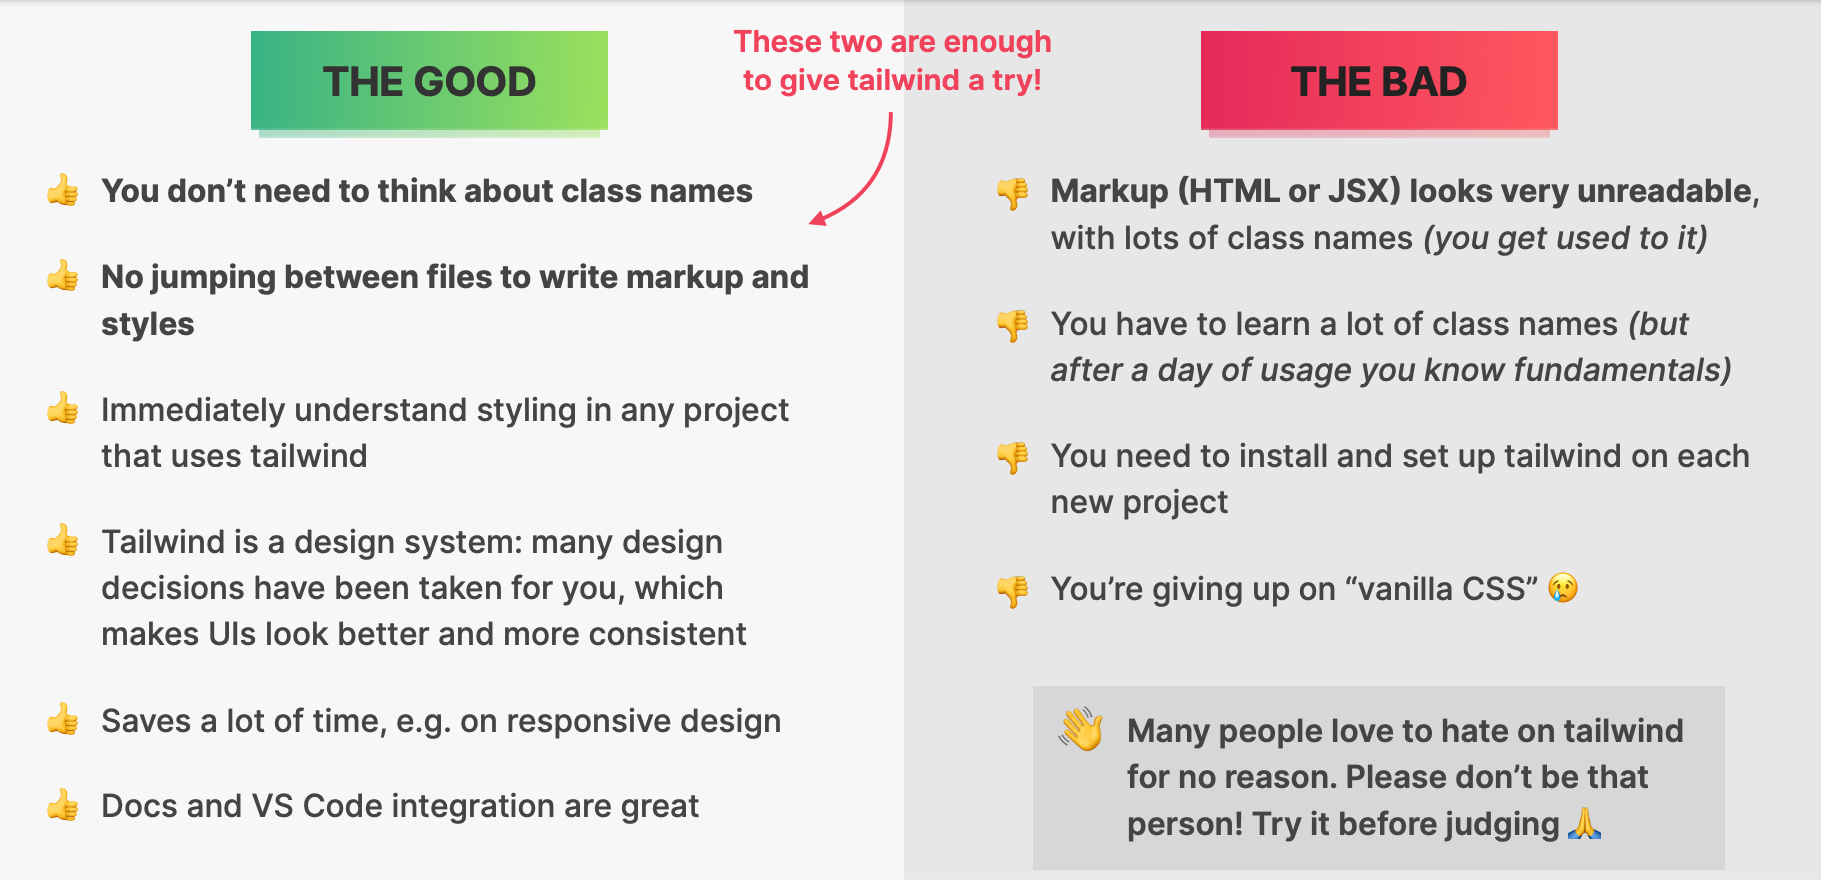 THE GOOD
These two are enough
to give tailwind a try!
THE BAD
👍 You don’t need to think about class names
👍 No jumping between files to write markup and
styles
👍 Immediately understand styling in any project
that uses tailwind
👍 Tailwind is a design system: many design
decisions have been taken for you, which
makes UIs look better and more consistent
👍 Saves a lot of time, e.g. on responsive design
👍 Docs and VS Code integration are great
👎 Markup (HTML or JSX) looks very unreadable,
with lots of class names (you get used to it)
👎 You have to learn a lot of class names (but
after a day of usage you know fundamentals)
👎 You need to install and set up tailwind on each
new project
👎 You’re giving up on “vanilla CSS” 😢
👋 Many people love to hate on tailwind
for no reason. Please don’t be that
person! Try it before judging 🙏